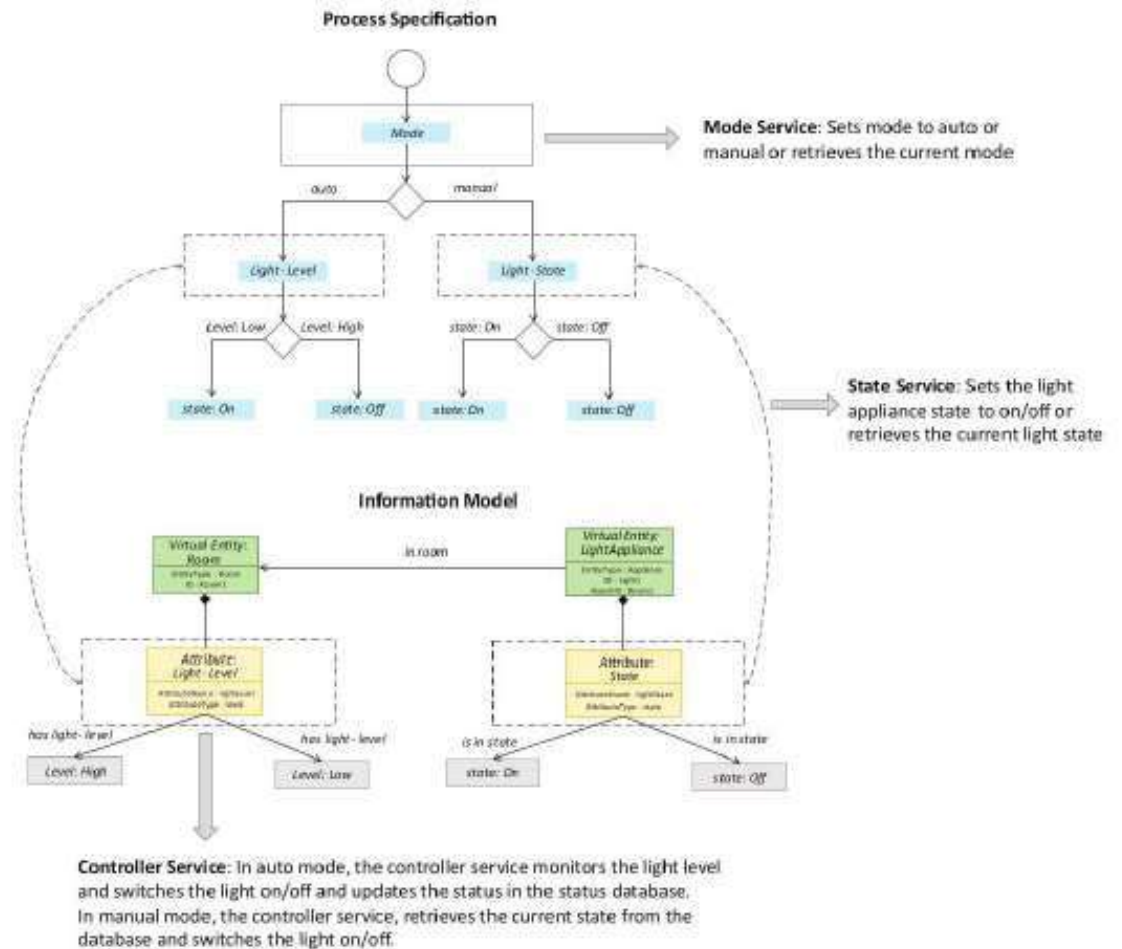 Process Specification
Mode
Mode Service: Sets mode to auto or
manual or retrieves the current mode
auto
manual
Light-Level
Light-State
Level: Low
Level: High
state: On
state: Off
state: On
state: Off
state: On
state: Off
State Service: Sets the light
appliance state to on/off or
retrieves the current light state
Information Model
Virtual Entity:
Room
EntityType : Room
in room
Virtual Entity:
LightAppliance
Attribute:
Light-Level
Attribute:
State
has light-level
has light-level
Level: High
Level: Low
is in state
is in state
state: On
state: Off
Controller Service: In auto mode, the controller service monitors the light level
and switches the light on/off and updates the status in the status database.
In manual mode, the controller service, retrieves the current state from the
database and switches the light on/off.